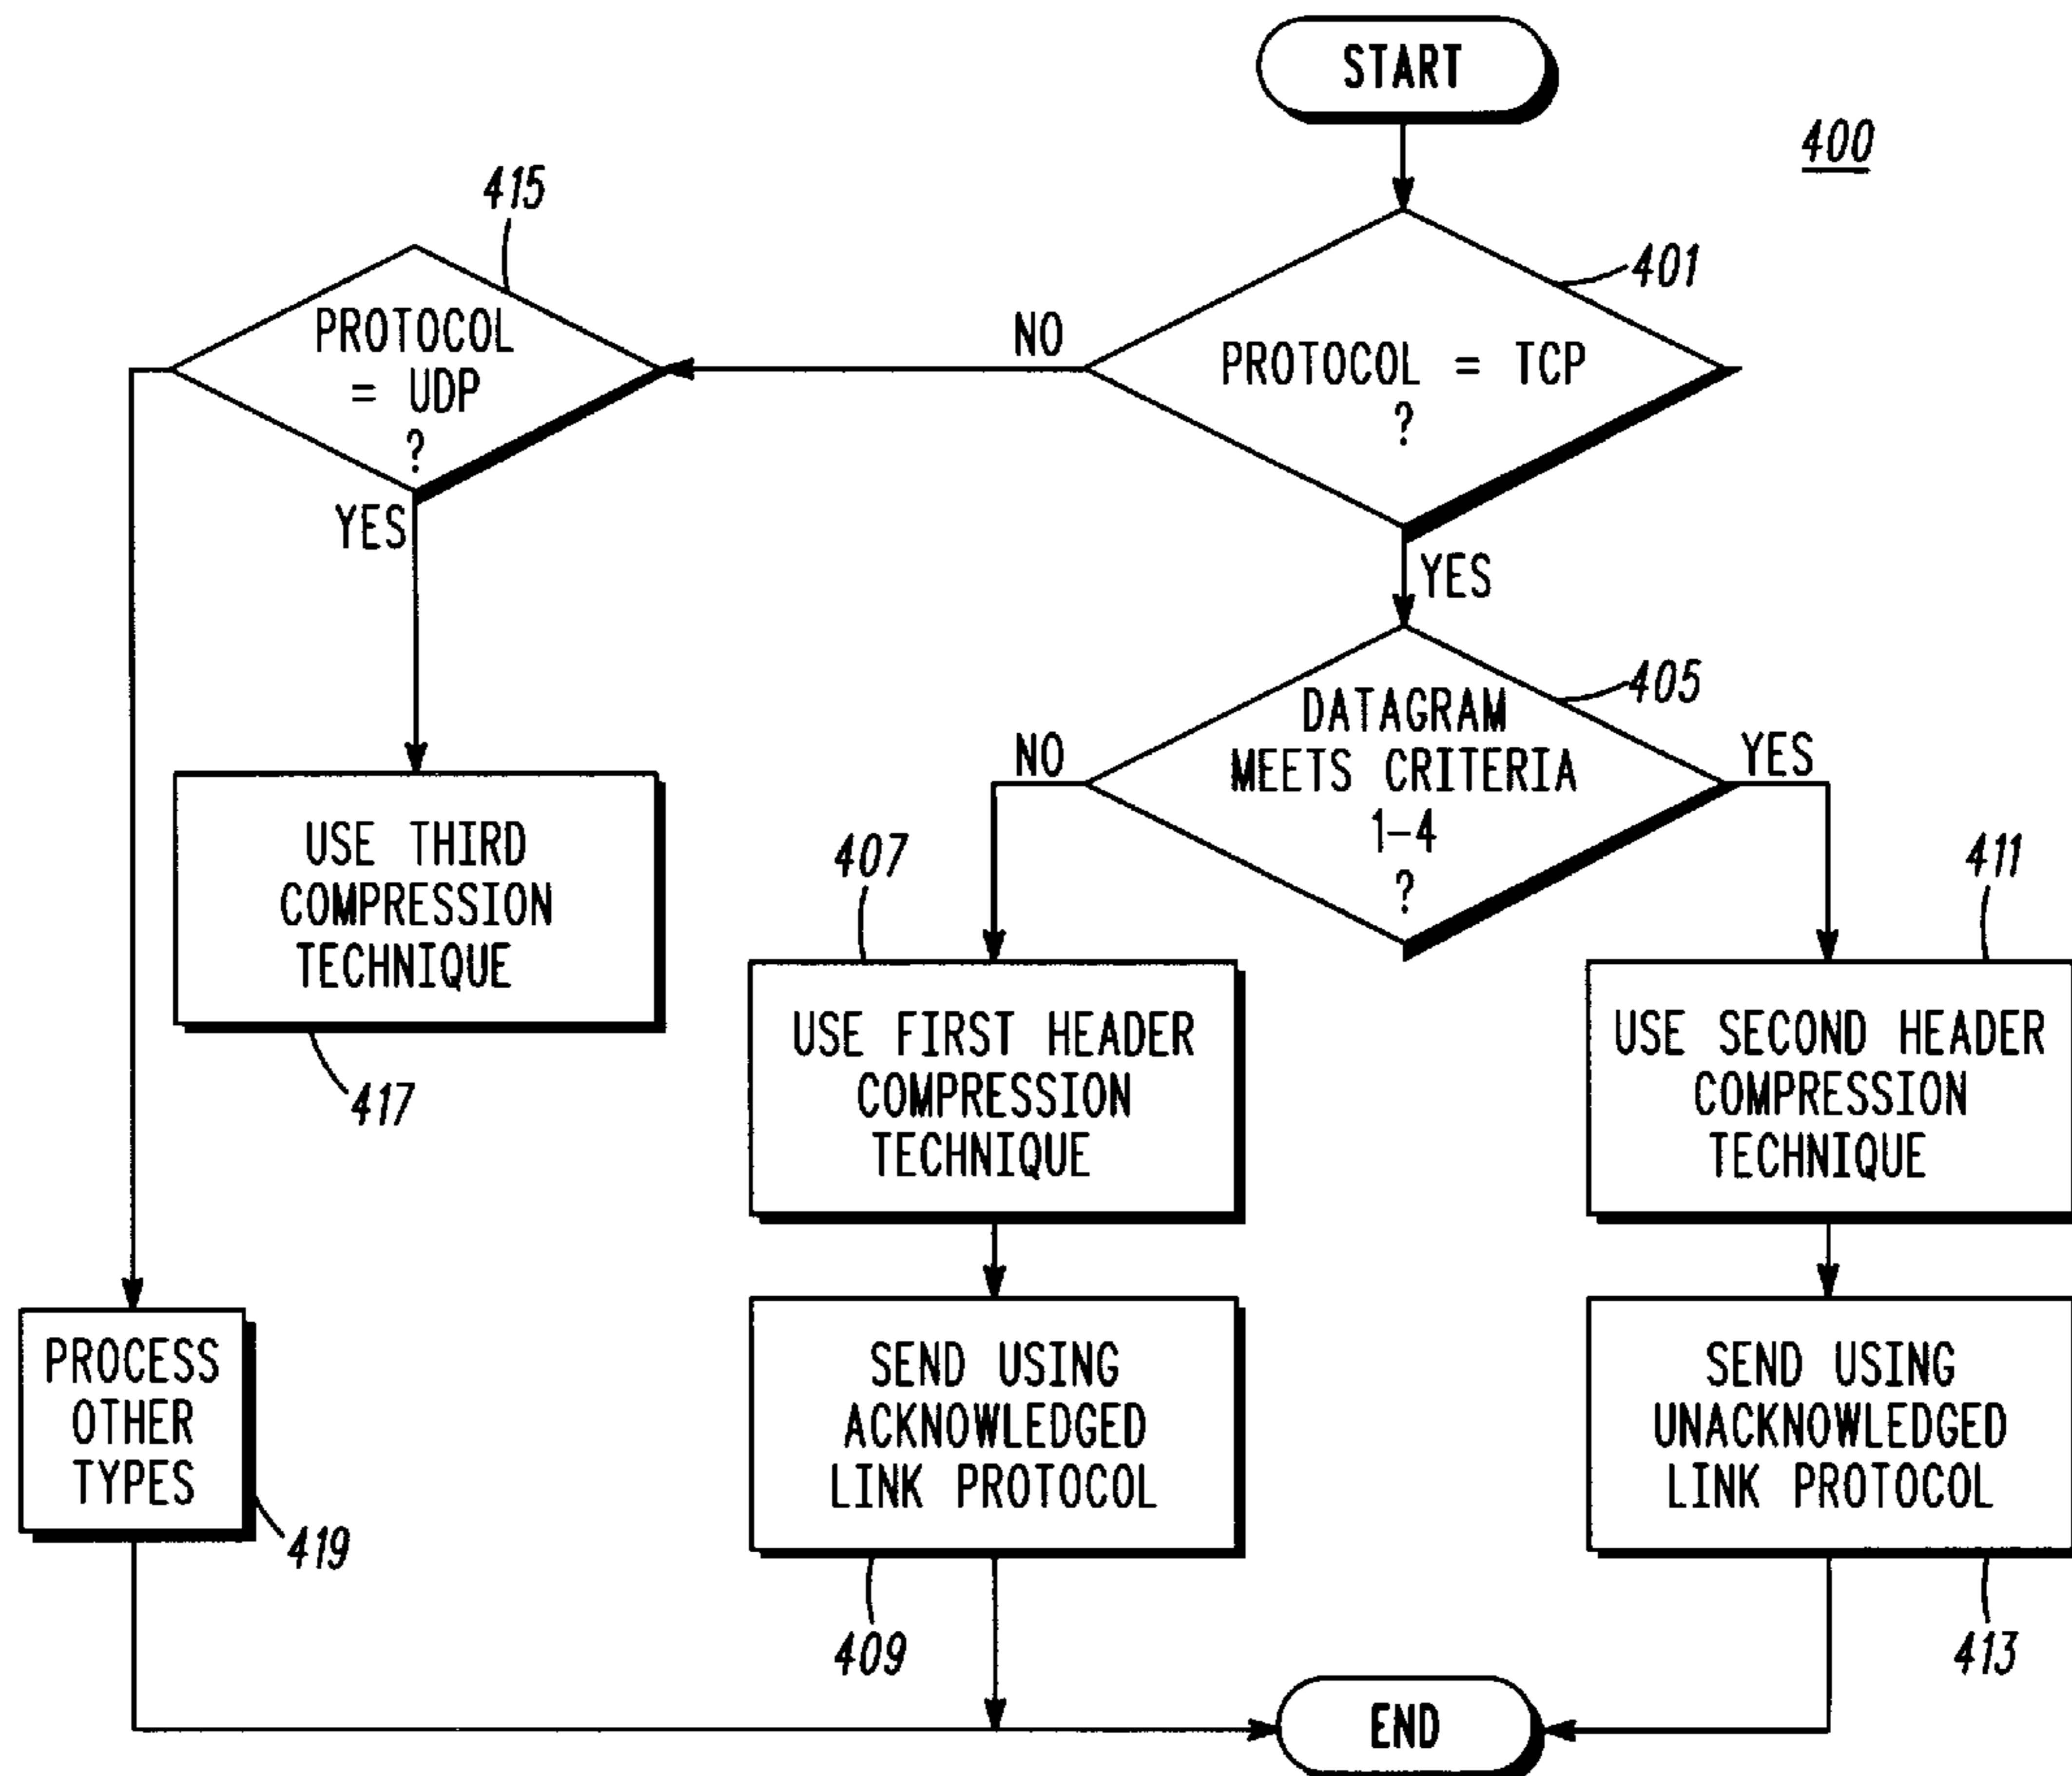 START
400
415
401
PROTOCOL
= UDP
?
NO
PROTOCOL = TCP
?
YES
YES
405
DATAGRAM
MEETS CRITERIA
1-4
?
NO
YES
USE THIRD
COMPRESSION
TECHNIQUE
417
407
411
USE FIRST HEADER
COMPRESSION
TECHNIQUE
USE SECOND HEADER
COMPRESSION
TECHNIQUE
PROCESS
OTHER
TYPES
419
SEND USING
ACKNOWLEDGED
LINK PROTOCOL
409
SEND USING
UNACKNOWLEDGED
LINK PROTOCOL
413
END